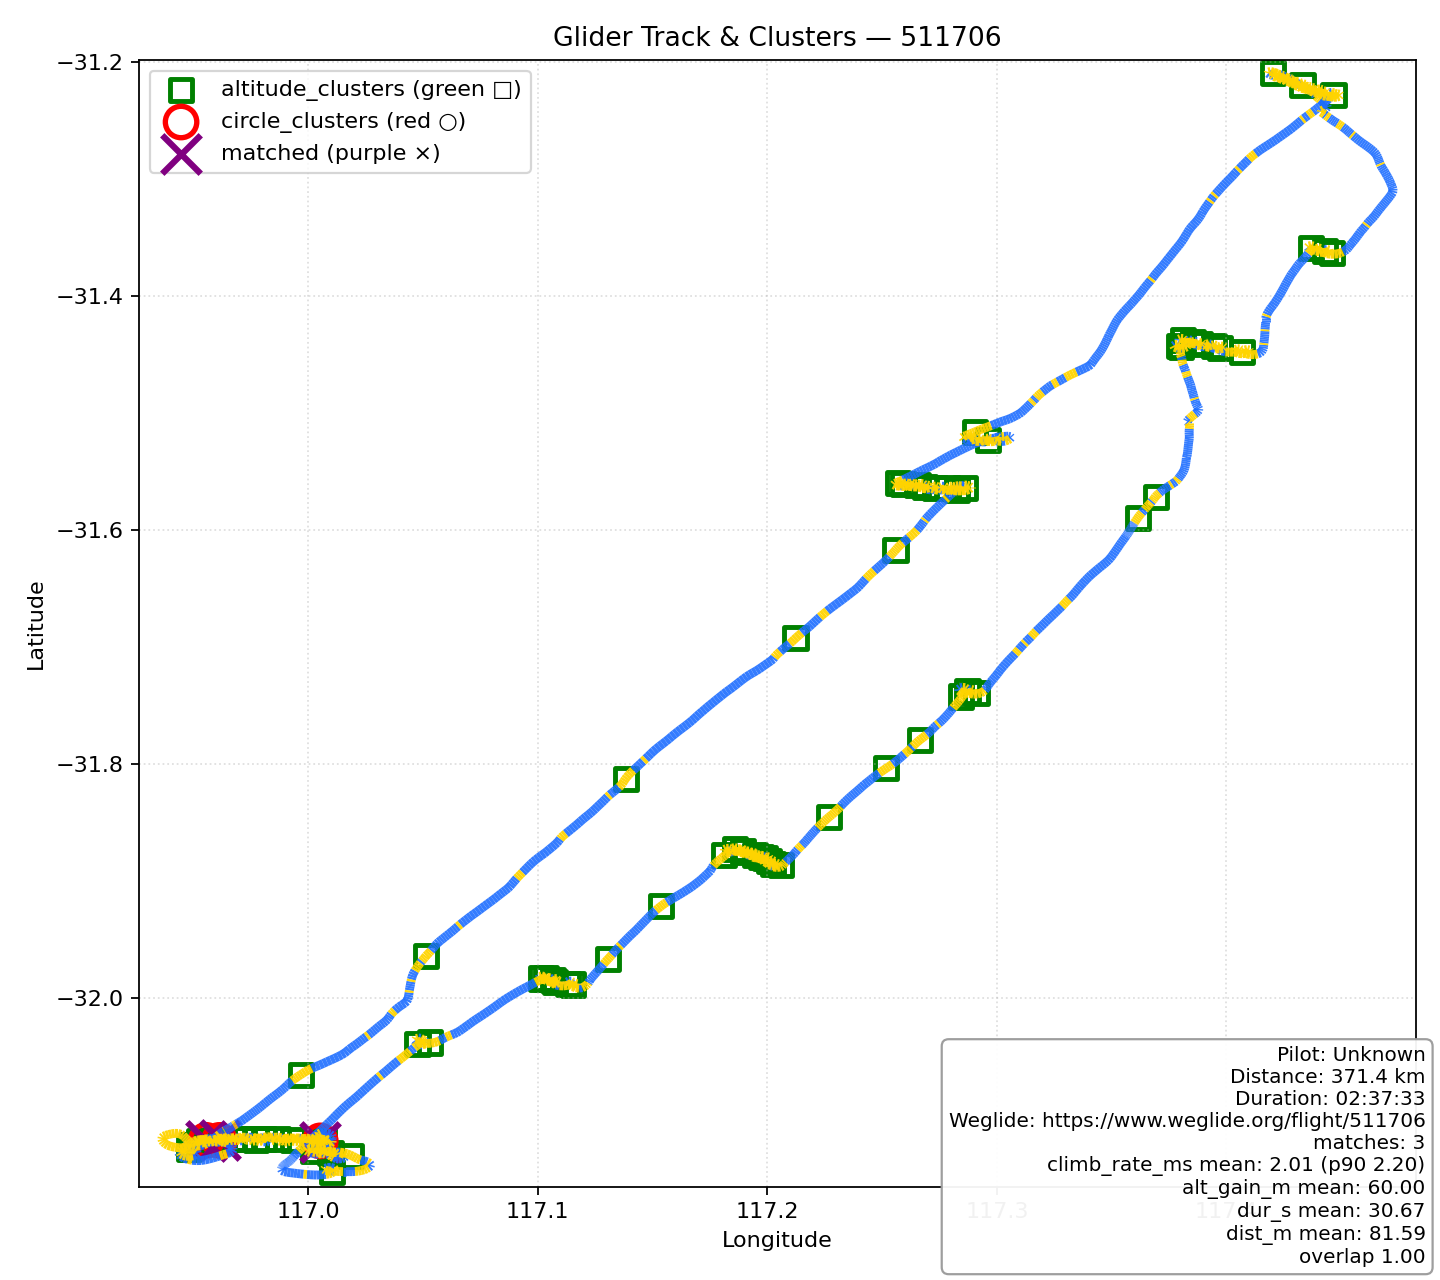 Glider Track & Clusters — 511706
altitude_clusters (green □)
circle_clusters (red ○)
matched (purple ×)
−31.2
−31.4
−31.6
−31.8
−32.0
Latitude
117.0
117.1
117.2
117.3
Longitude
Pilot: Unknown
Distance: 371.4 km
Duration: 02:37:33
Weglide: https://www.weglide.org/flight/511706
matches: 3
climb_rate_ms mean: 2.01 (p90 2.20)
alt_gain_m mean: 60.00
dur_s mean: 30.67
dist_m mean: 81.59
overlap 1.00